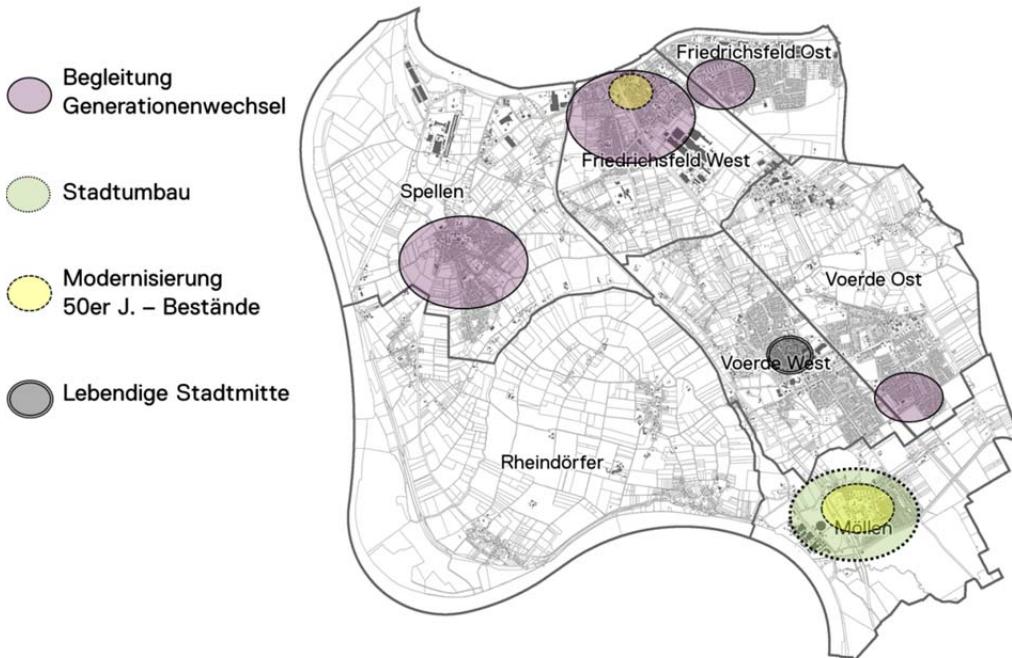 Begleitung
Generationenwechsel
Stadtumbau
Modernisierung
50er J. – Bestände
Lebendige Stadtmitte
Friedrichsfeld Ost
Friedrichsfeld West
Spellen
Voerde Ost
Voerde West
Rheindörfer
Möllen